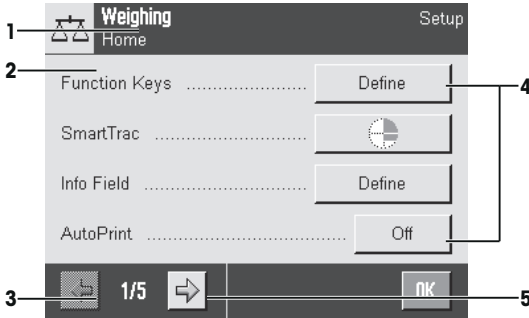 Weighing
Home
Setup
1
2
Function Keys ........................ Define
4
SmartTrac ...........................
Info Field ............................. Define
AutoPrint .................................... Off
3
1/5
OK
5